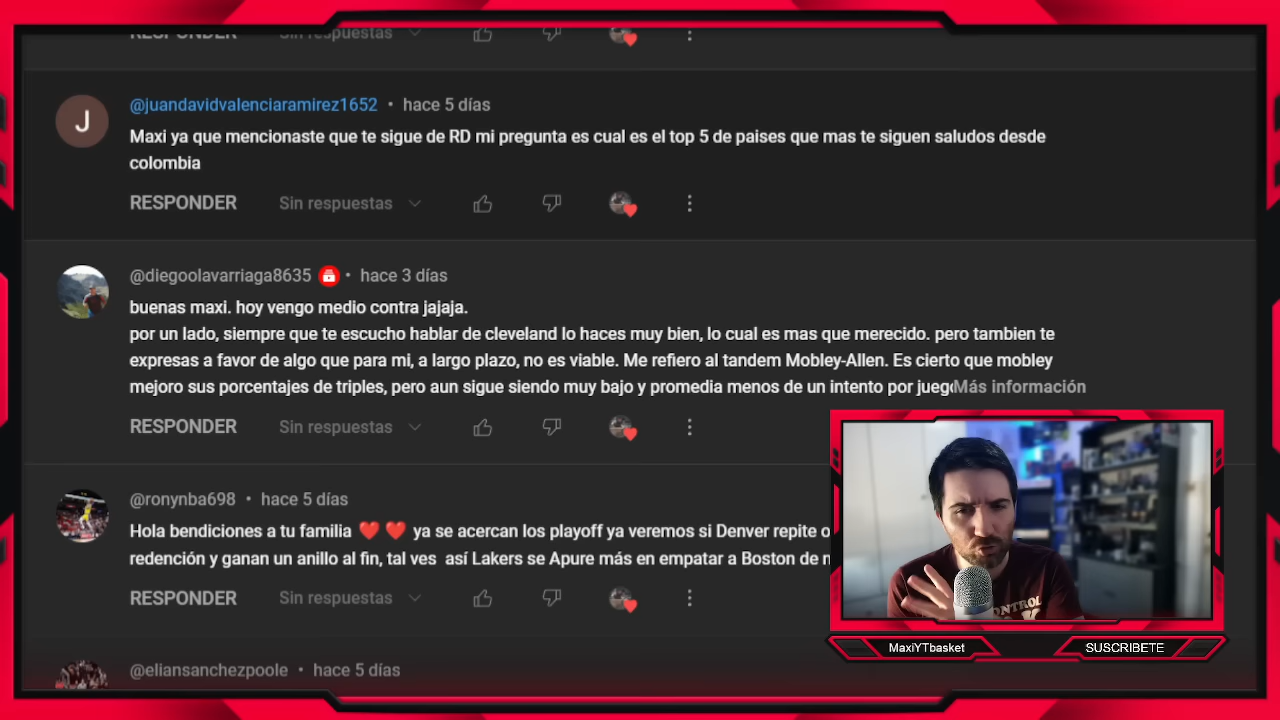 RESPONDER Sin respuestas
@juandavidvalenciaramirez1652 • hace 5 días
Maxi ya que mencionaste que te sigue de RD mi pregunta es cual es el top 5 de paises que mas te siguen saludos desde
colombia
RESPONDER Sin respuestas
@diegoolavarriaga8635 • hace 3 días
buenas maxi. hoy vengo medio contra jajaja.
por un lado, siempre que te escucho hablar de cleveland lo haces muy bien, lo cual es mas que merecido. pero tambien te
expresas a favor de algo que para mi, a largo plazo, no es viable. Me refiero al tandem Mobley-Allen. Es cierto que mobley
mejoro sus porcentajes de triples, pero aun sigue siendo muy bajo y promedia menos de un intento por juego Más información
RESPONDER Sin respuestas
@ronynba698 • hace 5 días
Hola bendiciones a tu familia ❤️ ❤️ ya se acercan los playoff ya veremos si Denver repite o
redención y ganan un anillo al fin, tal ves así Lakers se Apure más en empatar a Boston de
RESPONDER Sin respuestas
@eliansanchezpoole • hace 5 días
CONTROL
MaxiYTbasket
SUSCRIBETE